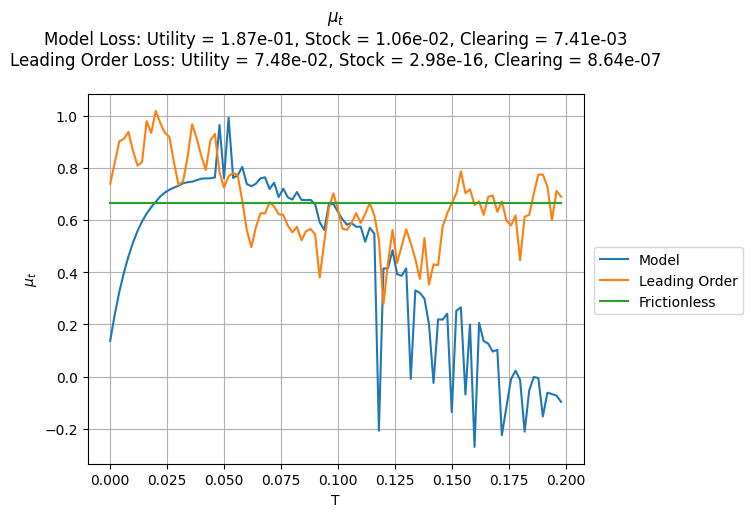 μₜ
Model Loss: Utility = 1.87e-01, Stock = 1.06e-02, Clearing = 7.41e-03
Leading Order Loss: Utility = 7.48e-02, Stock = 2.98e-16, Clearing = 8.64e-07
1.0
0.8
0.6
0.4
0.2
0.0
−0.2
μₜ
0.000 0.025 0.050 0.075 0.100 0.125 0.150 0.175 0.200
T
Model
Leading Order
Frictionless